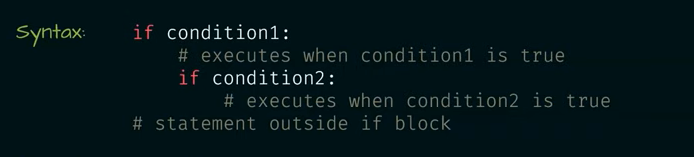 Syntax: if condition1:
# executes when condition1 is true
if condition2:
# executes when condition2 is true
# statement outside if block